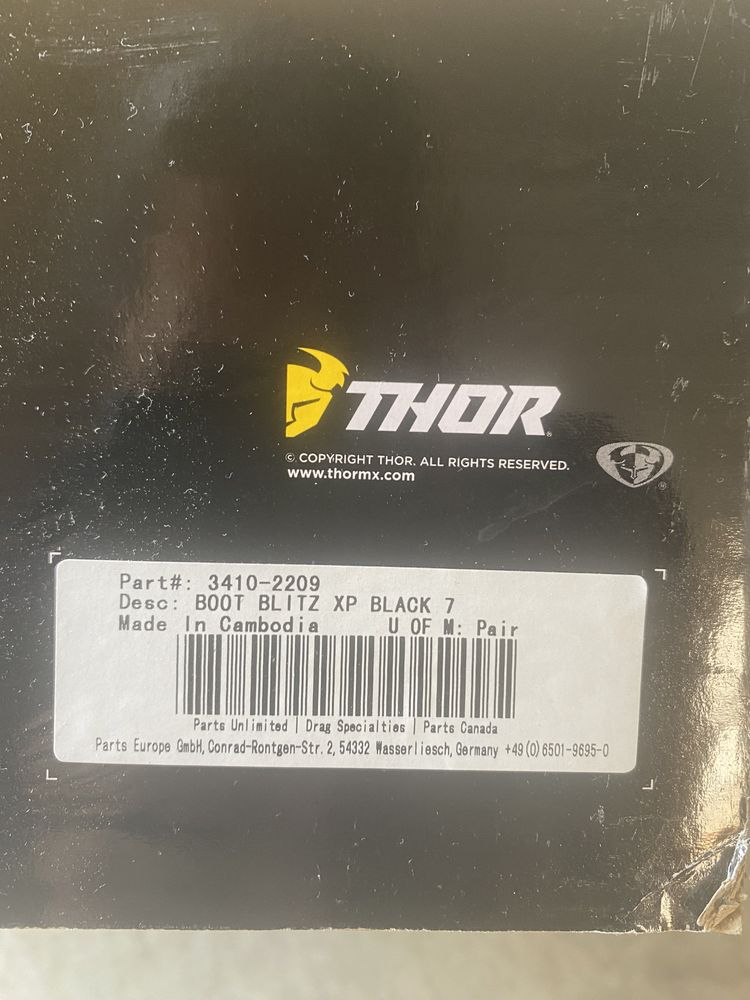 THOR®
© COPYRIGHT THOR. ALL RIGHTS RESERVED.
www.thormx.com
®
Part#: 3410-2209
Desc: BOOT BLITZ XP BLACK 7
Made In Cambodia U OF M: Pair
Parts Unlimited | Drag Specialties | Parts Canada
Parts Europe GmbH, Conrad-Rontgen-Str. 2, 54332 Wasserliesch, Germany +49(0)6501-9695-0